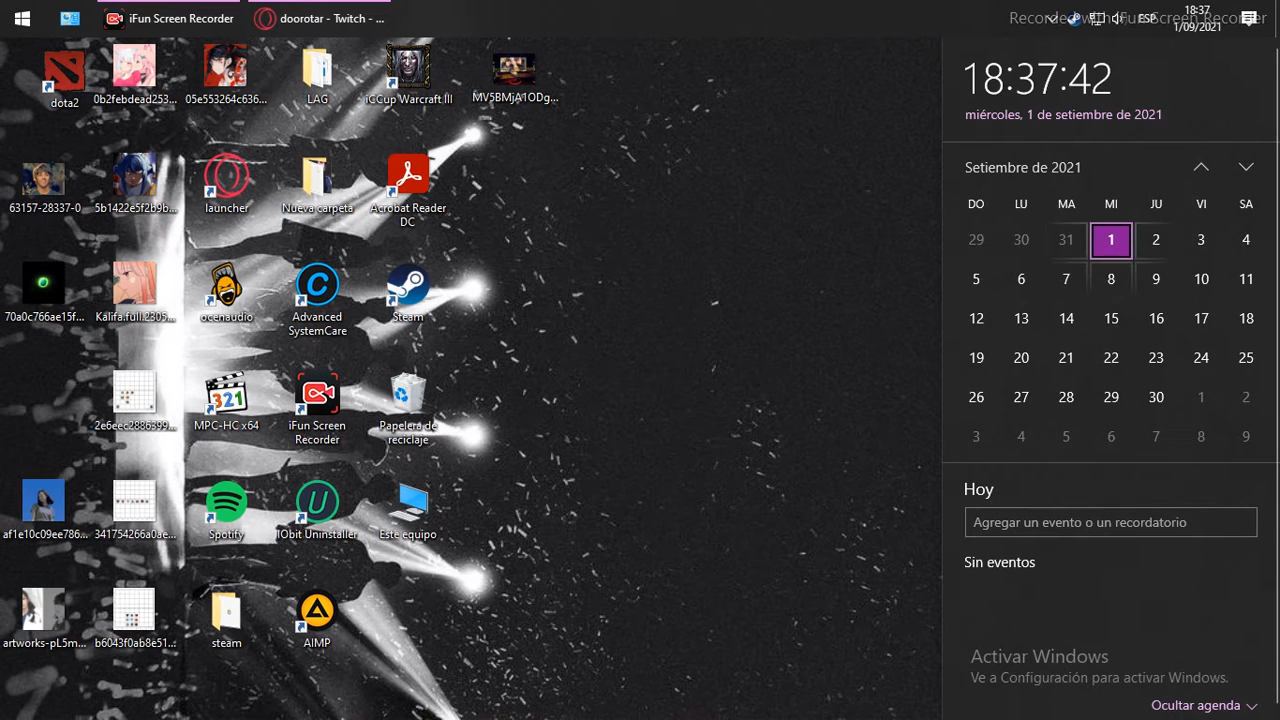 iFun Screen Recorder
doorotar - Twitch - ...
Recorded with iFun Screen Recorder
ESP
18:37
1/09/2021
dota2
0b2febdead253...
05e553264c636...
LAG
iCCup Warcraft III
MV5BMjA1ODg...
63157-28337-0
5b1422e5f2b9b...
launcher
Nueva carpeta
Acrobat Reader
DC
70a0c766ae15f...
Kalifa.full.2305...
ocenaudio
Advanced
SystemCare
Steam
2e6eec2886399...
MPC-HC x64
iFun Screen
Recorder
Papelera de
reciclaje
af1e10c09ee786...
341754266a0ae...
Spotify
IObit Uninstaller
Este equipo
artworks-pL5m...
b6043f0ab8e51...
steam
AIMP
18:37:42
miércoles, 1 de setiembre de 2021
Setiembre de 2021
DO LU MA MI JU VI SA
29 30 31 1 2 3 4
5 6 7 8 9 10 11
12 13 14 15 16 17 18
19 20 21 22 23 24 25
26 27 28 29 30 1 2
3 4 5 6 7 8 9
Hoy
Agregar un evento o un recordatorio
Sin eventos
Activar Windows
Ve a Configuración para activar Windows.
Ocultar agenda